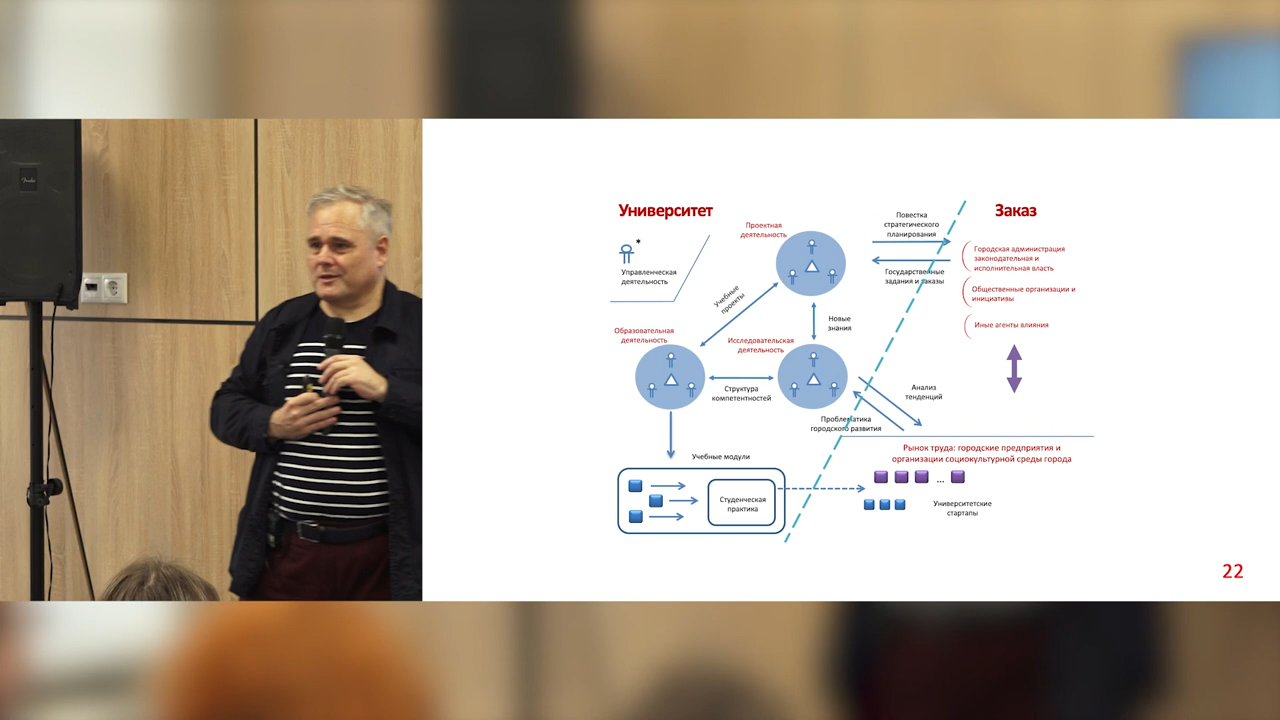 Fender
Университет
Заказ
*
Управленческая
деятельность
Проектная
деятельность
Повестка
стратегического
планирования
Государственные
задания и заказы
Городская администрация
законодательная и
исполнительная власть
Общественные организации и
инициативы
Иные агенты влияния
Учебные
проекты
Новые
знания
Образовательная
деятельность
Исследовательская
деятельность
Структура
компетентностей
Анализ
тенденций
Проблематика
городского развития
Рынок труда: городские предприятия и
организации социокультурной среды города
...
Учебные модули
Студенческая
практика
Университетские
стартапы
22